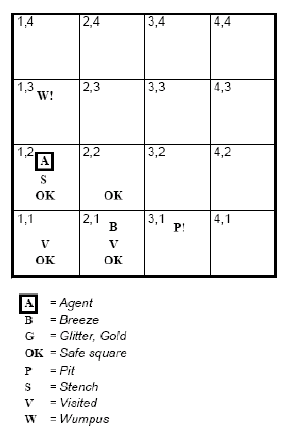 1,4 2,4 3,4 4,4
1,3 W! 2,3 3,3 4,3
1,2 A 2,2 3,2 4,2
S
OK OK
1,1 2,1 B 3,1 P! 4,1
V V
OK OK
A = Agent
B = Breeze
G = Glitter, Gold
OK = Safe square
P = Pit
S = Stench
V = Visited
W = Wumpus